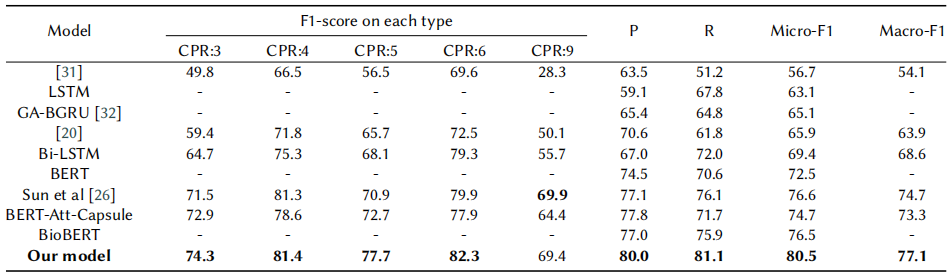 Model F1-score on each type P R Micro-F1 Macro-F1
CPR:3 CPR:4 CPR:5 CPR:6 CPR:9
[31] 49.8 66.5 56.5 69.6 28.3 63.5 51.2 56.7 54.1
LSTM - - - - - 59.1 67.8 63.1
GA-BGRU [32] - - - - - 65.4 64.8 65.1 -
[20] 59.4 71.8 65.7 72.5 50.1 70.6 61.8 65.9 63.9
Bi-LSTM 64.7 75.3 68.1 79.3 55.7 67.0 72.0 69.4 68.6
BERT - - - - - 74.5 70.6 72.5 -
Sun et al [26] 71.5 81.3 70.9 79.9 69.9 77.1 76.1 76.6 74.7
BERT-Att-Capsule 72.9 78.6 72.7 77.9 64.4 77.8 71.7 74.7 73.3
BioBERT - - - - - 77.0 75.9 76.5 -
Our model 74.3 81.4 77.7 82.3 69.4 80.0 81.1 80.5 77.1